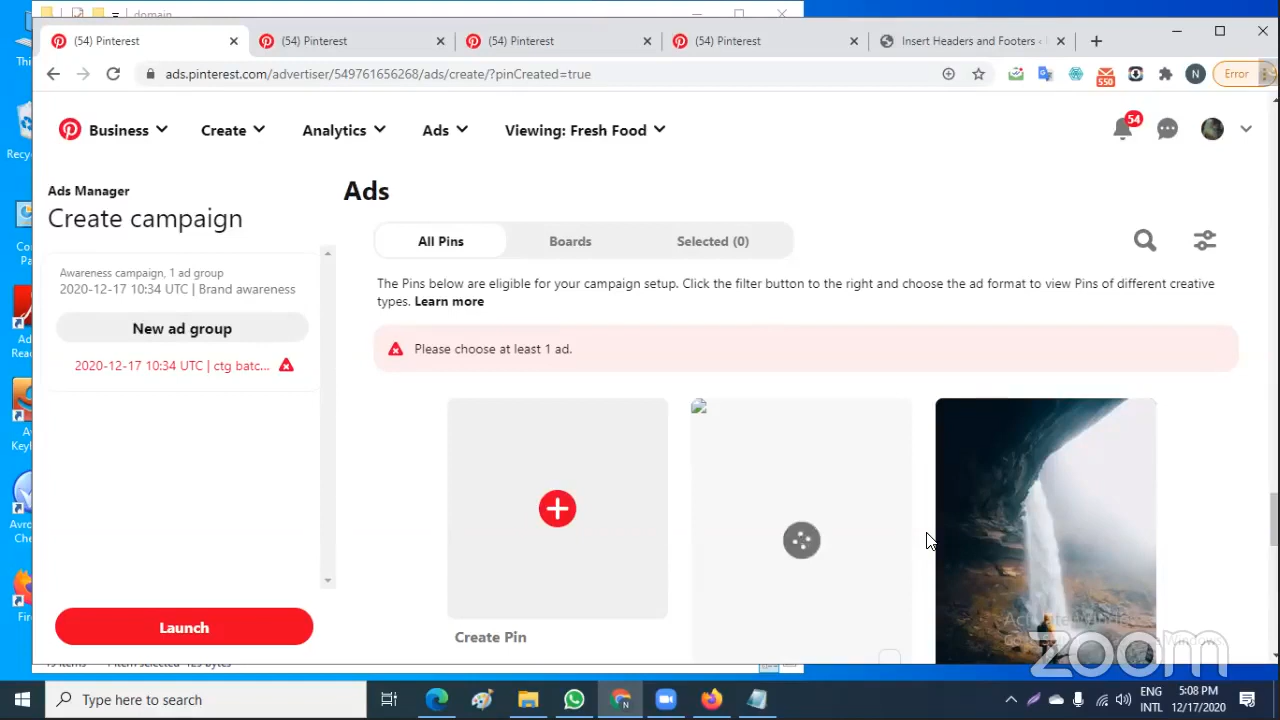 domain
(54) Pinterest
(54) Pinterest
(54) Pinterest
(54) Pinterest
Insert Headers and Footers
ads.pinterest.com/advertiser/549761656268/ads/create/?pinCreated=true
550
N
Error
Business
Create
Analytics
Ads
Viewing: Fresh Food
54
Ads Manager
Create campaign
Awareness campaign, 1 ad group
2020-12-17 10:34 UTC | Brand awareness
New ad group
2020-12-17 10:34 UTC | ctg batc...
Launch
Ads
All Pins
Boards
Selected (0)
The Pins below are eligible for your campaign setup. Click the filter button to the right and choose the ad format to view Pins of different creative
types. Learn more
Please choose at least 1 ad.
Create Pin
zoom
Type here to search
ENG
INTL
5:08 PM
12/17/2020